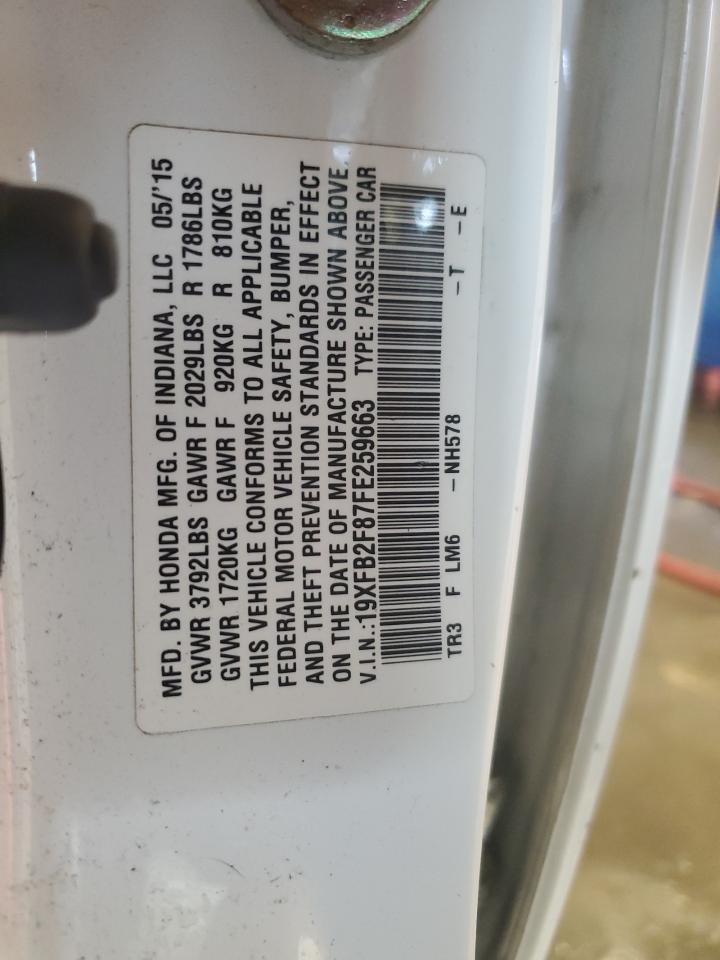 MFD. BY HONDA MFG. OF INDIANA, LLC 05/'15
GVWR 3792LBS GAWR F 2029LBS R 1786LBS
GVWR 1720KG GAWR F 920KG R 810KG
THIS VEHICLE CONFORMS TO ALL APPLICABLE
FEDERAL MOTOR VEHICLE SAFETY, BUMPER,
AND THEFT PREVENTION STANDARDS IN EFFECT
ON THE DATE OF MANUFACTURE SHOWN ABOVE.
V.I.N.:19XFB2F87FE259663 TYPE: PASSENGER CAR
TR3 F LM6 -NH578 -T -E